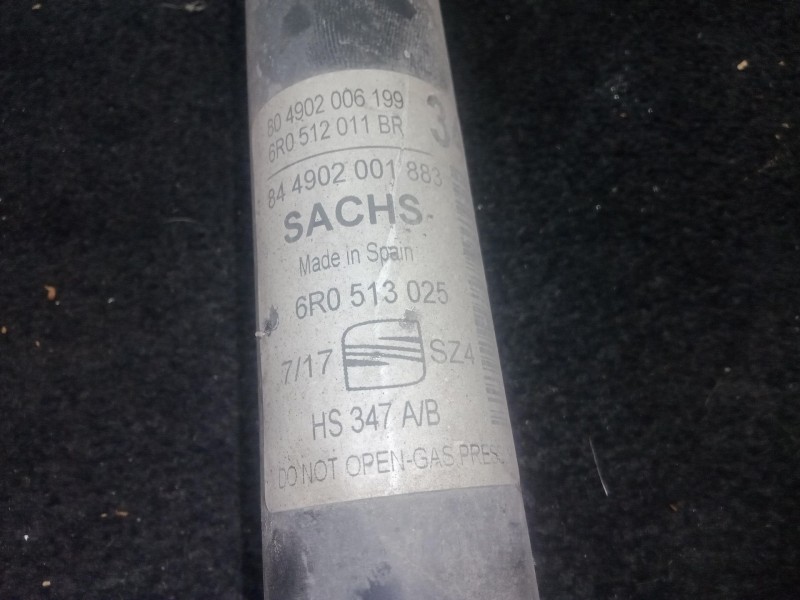 80 4902 006 199
6R0 512 011 BR
84 4902 001 883
SACHS
Made in Spain
6R0 513 025
7/17 SZ4
HS 347 A/B
DO NOT OPEN-GAS